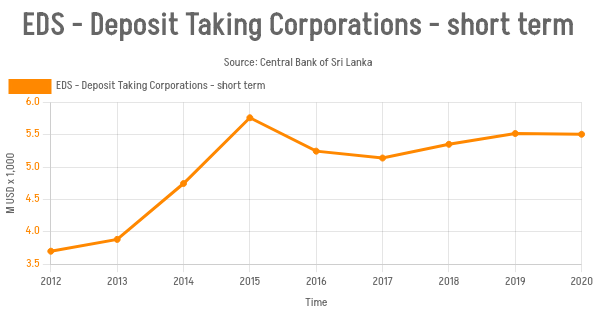 EDS - Deposit Taking Corporations - short term
Source: Central Bank of Sri Lanka
EDS - Deposit Taking Corporations - short term
6.0
5.5
5.0
4.5
4.0
3.5
M USD x 1,000
2012 2013 2014 2015 2016 2017 2018 2019 2020
Time